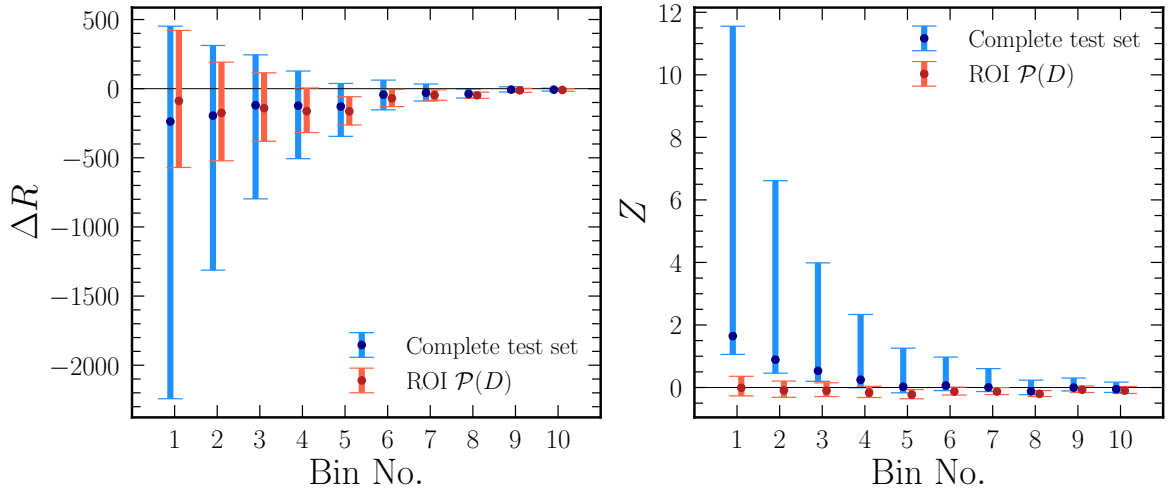 500
0
−500
−1000
−1500
−2000
ΔR
Complete test set
ROI P(D)
1 2 3 4 5 6 7 8 9 10
Bin No.
12
10
8
6
4
2
0
Z
Complete test set
ROI P(D)
1 2 3 4 5 6 7 8 9 10
Bin No.